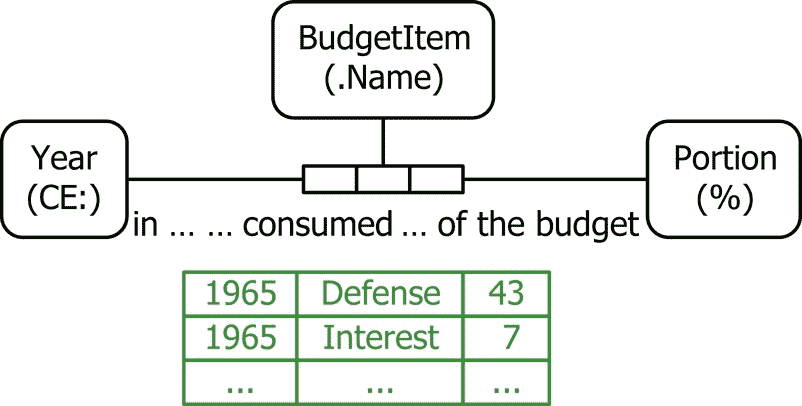 BudgetItem
(.Name)
Year
(CE:)
Portion
(%)
in ... ... consumed ... of the budget
1965 Defense 43
1965 Interest 7
... ... ...